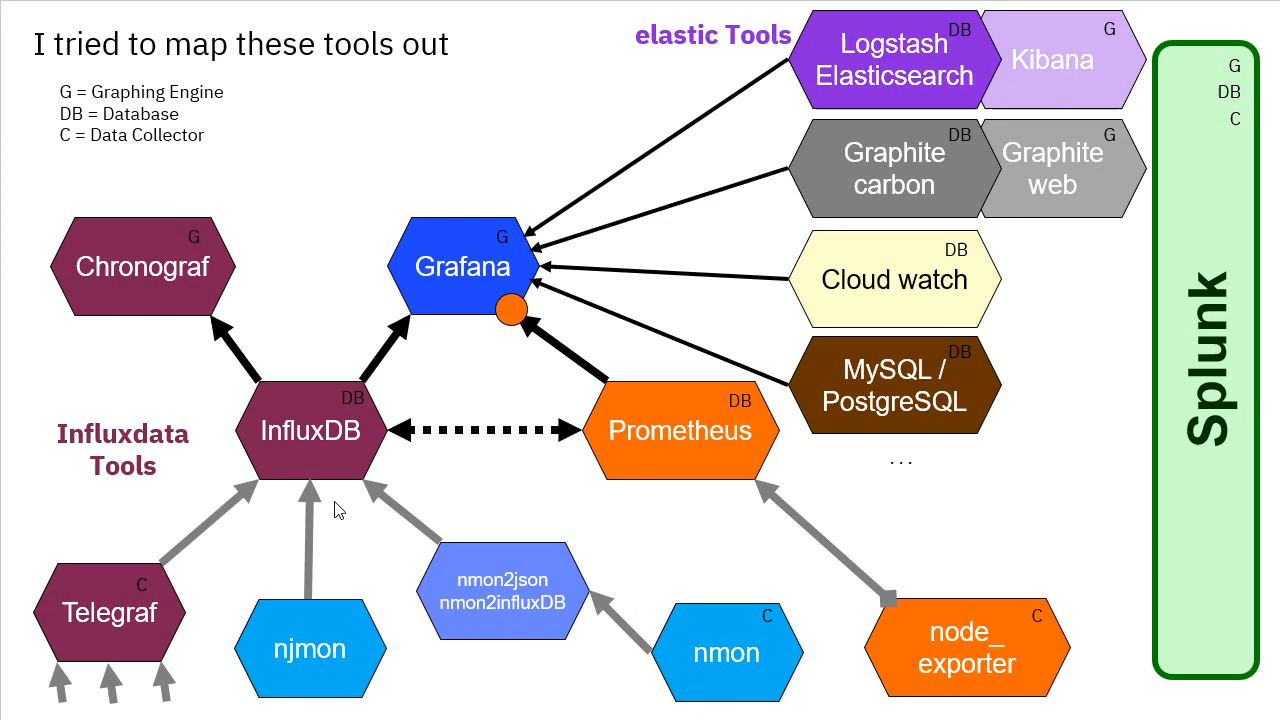 I tried to map these tools out
G = Graphing Engine
DB = Database
C = Data Collector
elastic Tools
DB
Logstash
Elasticsearch
G
Kibana
DB
Graphite
carbon
G
Graphite
web
DB
Cloud watch
DB
MySQL /
PostgreSQL
...
G
DB
C
Splunk
G
Chronograf
G
Grafana
DB
InfluxDB
DB
Prometheus
Influxdata
Tools
C
Telegraf
njmon
nmon2json
nmon2influxDB
C
nmon
C
node_
exporter